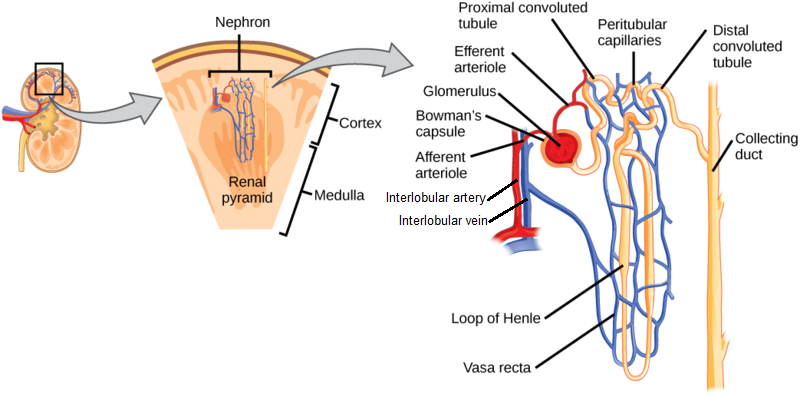 Nephron
Cortex
Renal
pyramid
Medulla
Proximal convoluted
tubule
Peritubular
capillaries
Distal
convoluted
tubule
Efferent
arteriole
Glomerulus
Bowman's
capsule
Afferent
arteriole
Interlobular artery
Interlobular vein
Collecting
duct
Loop of Henle
Vasa recta